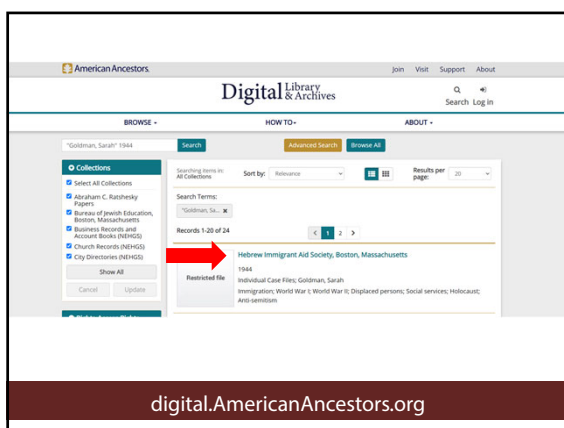 American Ancestors.
Join Visit Support About
Digital Library & Archives
Search Log in
BROWSE HOW TO ABOUT
"Goldman, Sarah" 1944 Search Advanced Search Browse All
Collections
Select All Collections
Abraham C. Ratshesky
Papers
Bureau of Jewish Education,
Boston, Massachusetts
Business Records and
Account Books (NEHGS)
Church Records (NEHGS)
City Directories (NEHGS)
Show All
Cancel Update
Searching items in:
All Collections
Sort by: Relevance
Results per
page: 20
Search Terms:
"Goldman, Sa... x
Records 1-20 of 24
< 1 2 >
Restricted file
Hebrew Immigrant Aid Society, Boston, Massachusetts
1944
Individual Case Files; Goldman, Sarah
Immigration; World War I; World War II; Displaced persons; Social services; Holocaust;
Anti-semitism
digital.AmericanAncestors.org